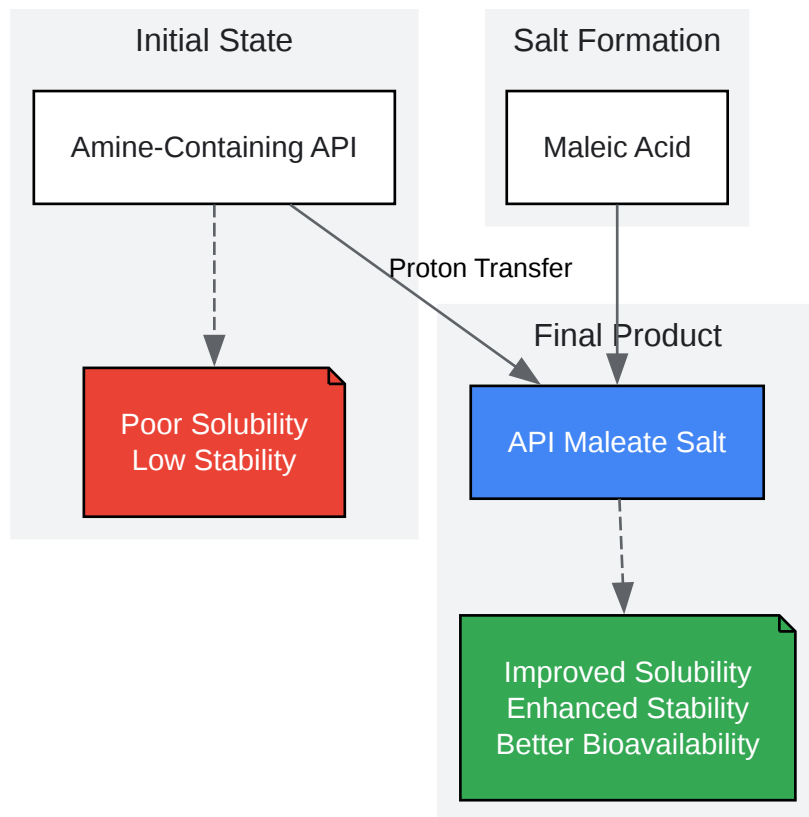 Initial State
Salt Formation
Amine-Containing API
Maleic Acid
Proton Transfer
Final Product
Poor Solubility
Low Stability
API Maleate Salt
Improved Solubility
Enhanced Stability
Better Bioavailability